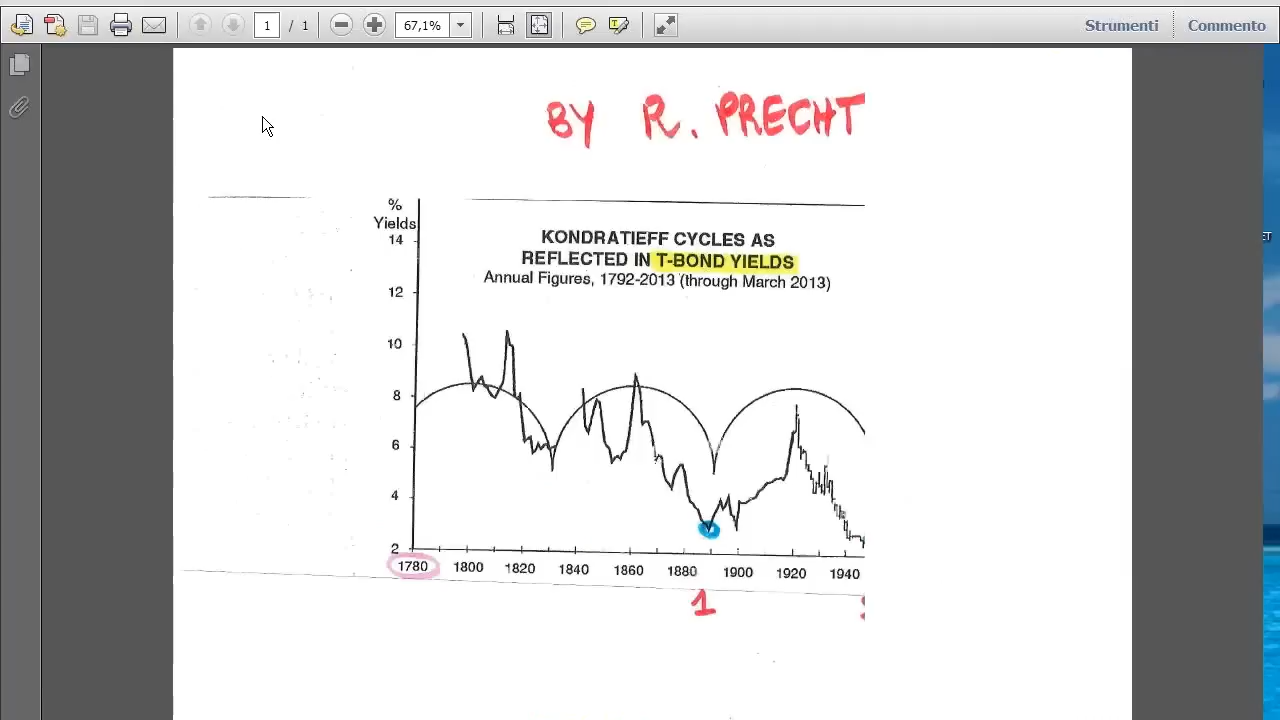 1 / 1 67,1% Strumenti Commento
BY R. PRECHT
%
Yields
14
12
10
8
6
4
2
KONDRATIEFF CYCLES AS
REFLECTED IN T-BOND YIELDS
Annual Figures, 1792-2013 (through March 2013)
1780 1800 1820 1840 1860 1880 1900 1920 1940
1
ET